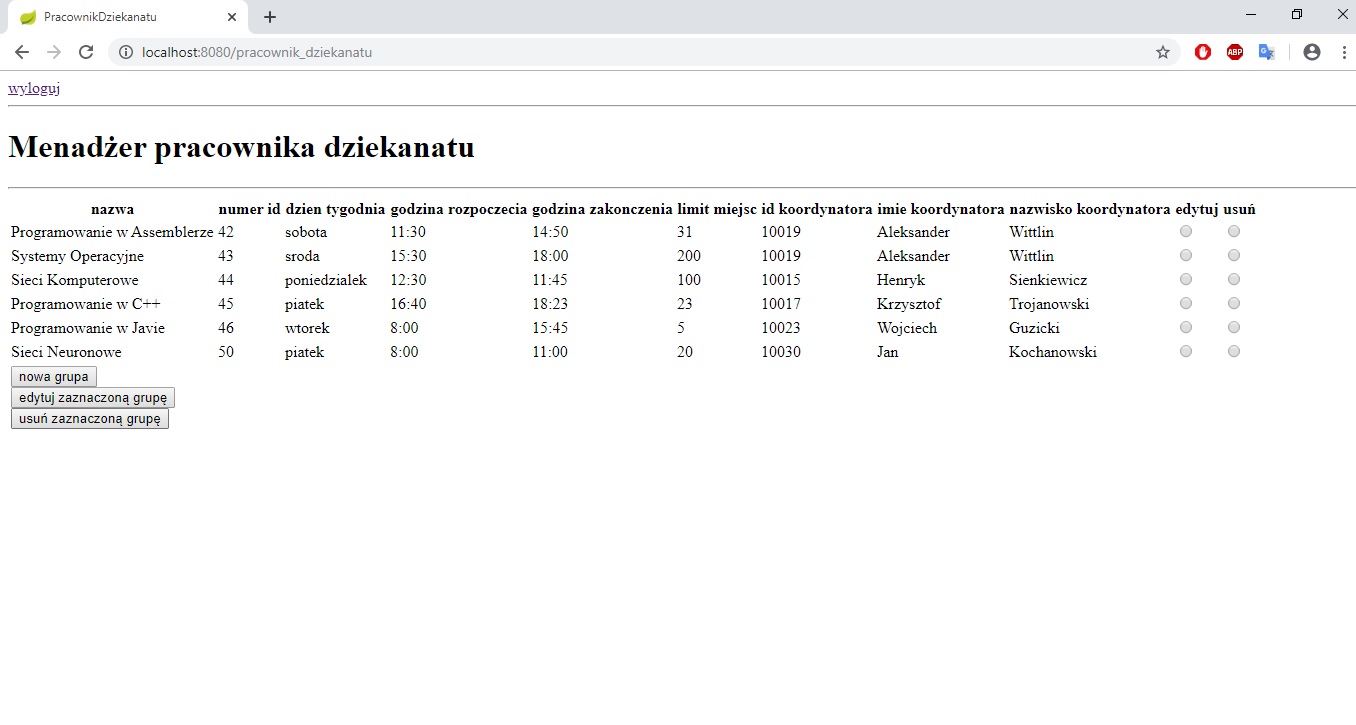 PracownikDziekanatu
localhost:8080/pracownik_dziekanatu
ABP
wyloguj
Menadżer pracownika dziekanatu
nazwa numer id dzien tygodnia godzina rozpoczecia godzina zakonczenia limit miejsc id koordynatora imie koordynatora nazwisko koordynatora edytuj usuń
Programowanie w Assemblerze 42 sobota 11:30 14:50 31 10019 Aleksander Wittlin
Systemy Operacyjne 43 sroda 15:30 18:00 200 10019 Aleksander Wittlin
Sieci Komputerowe 44 poniedzialek 12:30 11:45 100 10015 Henryk Sienkiewicz
Programowanie w C++ 45 piatek 16:40 18:23 23 10017 Krzysztof Trojanowski
Programowanie w Javie 46 wtorek 8:00 15:45 5 10023 Wojciech Guzicki
Sieci Neuronowe 50 piatek 8:00 11:00 20 10030 Jan Kochanowski
nowa grupa
edytuj zaznaczoną grupę
usuń zaznaczoną grupę